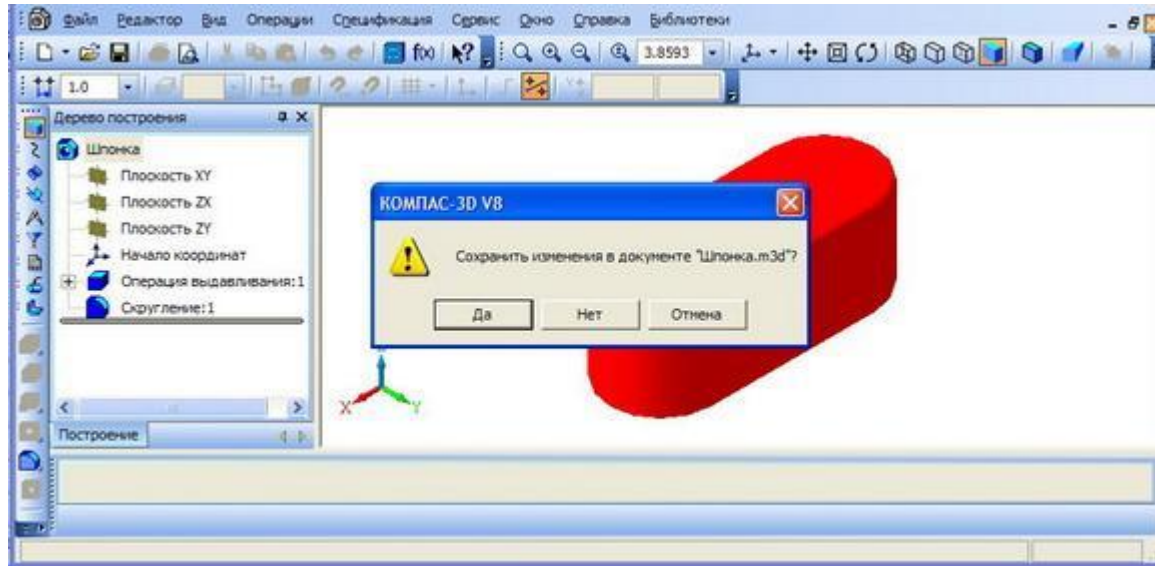 Файл Редактор Вид Операции Спецификация Сервис Окно Справка Библиотеки
f(x) 3.8593
1.0
Дерево построения
Шпонка
Плоскость XY
Плоскость ZX
Плоскость ZY
Начало координат
Операция выдавливания:1
Скругление:1
Построение
КОМПАС-3D V8
Сохранить изменения в документе "Шпонка.m3d"?
Да Нет Отмена
X Y